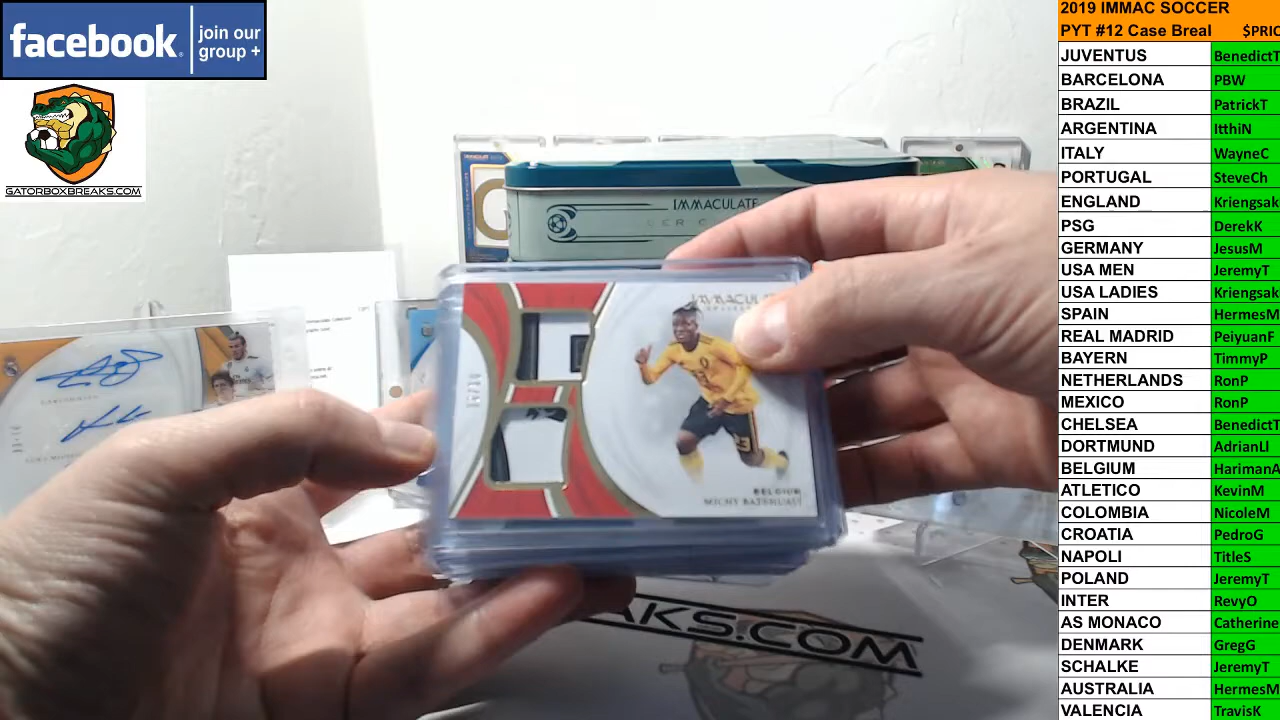 facebook.
join our
group +
GATORBOXBREAKS.COM
IMMACULATE
IMMACULATE
BELGIUM
MICHY BATSHUAYI
AKS.COM
2019 IMMAC SOCCER
PYT #12 Case Breal $PRIC
JUVENTUS BenedictT
BARCELONA PBW
BRAZIL PatrickT
ARGENTINA ItthiN
ITALY WayneC
PORTUGAL SteveCh
ENGLAND Kriengsak
PSG DerekK
GERMANY JesusM
USA MEN JeremyT
USA LADIES Kriengsak
SPAIN HermesM
REAL MADRID PeiyuanF
BAYERN TimmyP
NETHERLANDS RonP
MEXICO RonP
CHELSEA BenedictT
DORTMUND AdrianLl
BELGIUM HarimanA
ATLETICO KevinM
COLOMBIA NicoleM
CROATIA PedroG
NAPOLI TitleS
POLAND JeremyT
INTER RevyO
AS MONACO Catherine
DENMARK GregG
SCHALKE JeremyT
AUSTRALIA HermesM
VALENCIA TravisK